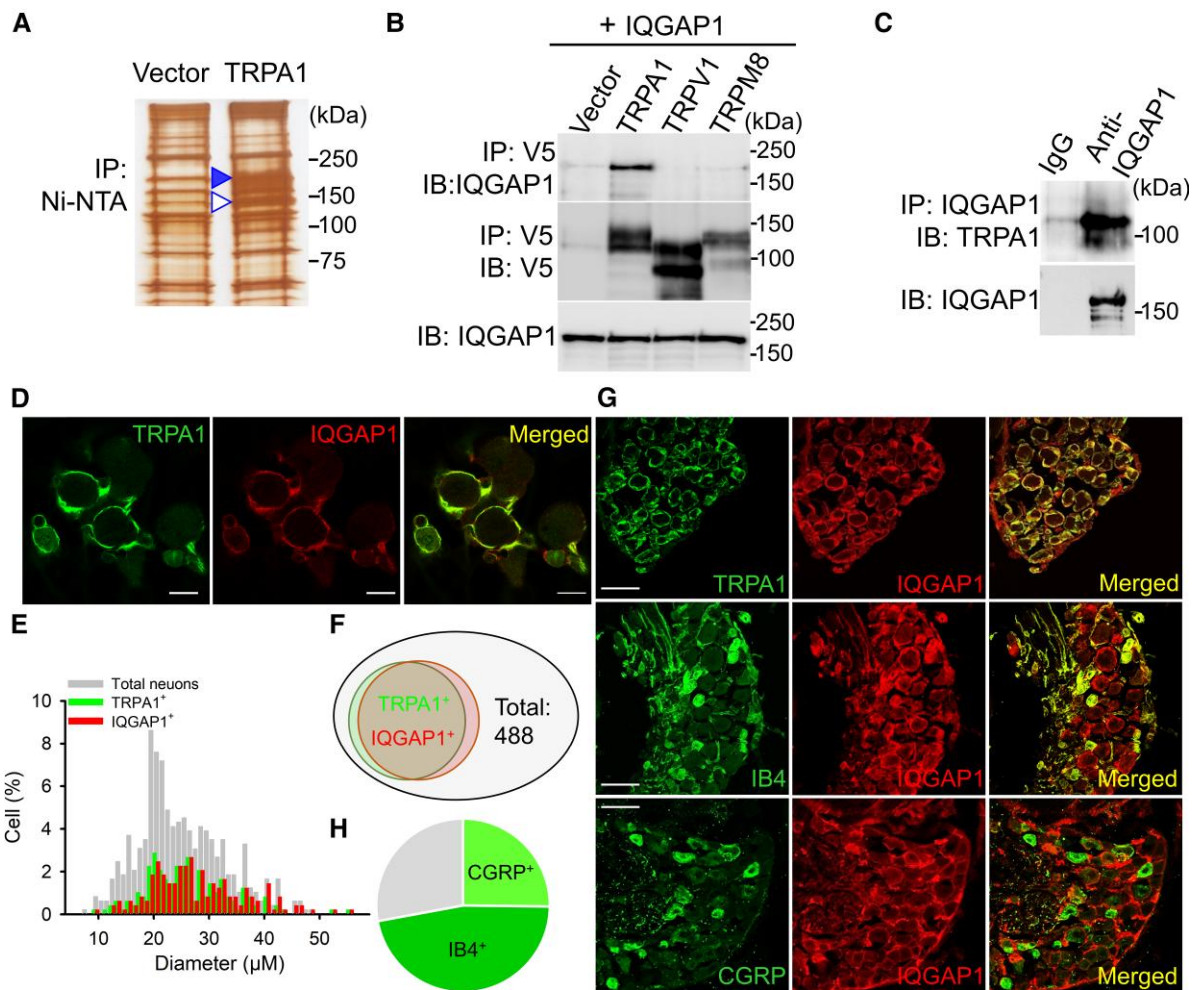 A
Vector TRPA1
(kDa)
IP:
Ni-NTA
-250
-150
-100
-75
B
+ IQGAP1
Vector
TRPA1
TRPV1
TRPM8
(kDa)
IP: V5
IB:IQGAP1
-250
-150
IP: V5
IB: V5
-150
-100
IB: IQGAP1
-250
-150
C
IgG
Anti-
IQGAP1
(kDa)
IP: IQGAP1
IB: TRPA1
-100
IB: IQGAP1
-150
D
TRPA1 IQGAP1 Merged
E
Total neurons
TRPA1⁺
IQGAP1⁺
10
8
6
4
2
0
Cell (%)
10 20 30 40 50
Diameter (µM)
F
TRPA1⁺
IQGAP1⁺
Total:
488
H
CGRP⁺
IB4⁺
G
TRPA1 IQGAP1 Merged
IB4 IQGAP1 Merged
CGRP IQGAP1 Merged